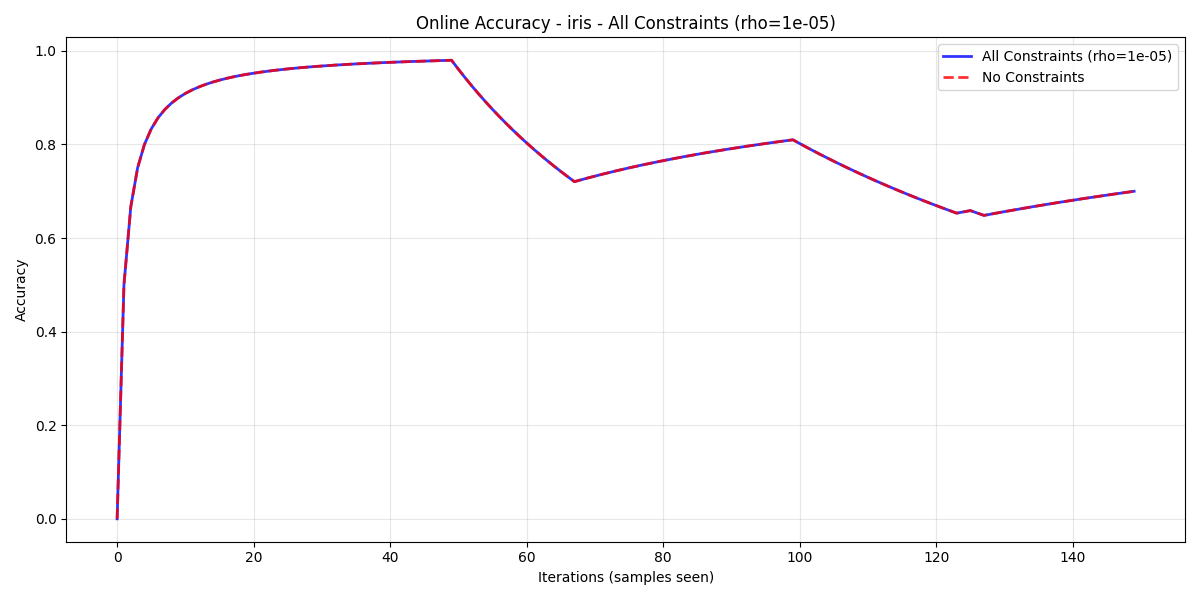 Online Accuracy - iris - All Constraints (rho=1e-05)
All Constraints (rho=1e-05)
No Constraints
Accuracy
1.0
0.8
0.6
0.4
0.2
0.0
0 20 40 60 80 100 120 140
Iterations (samples seen)